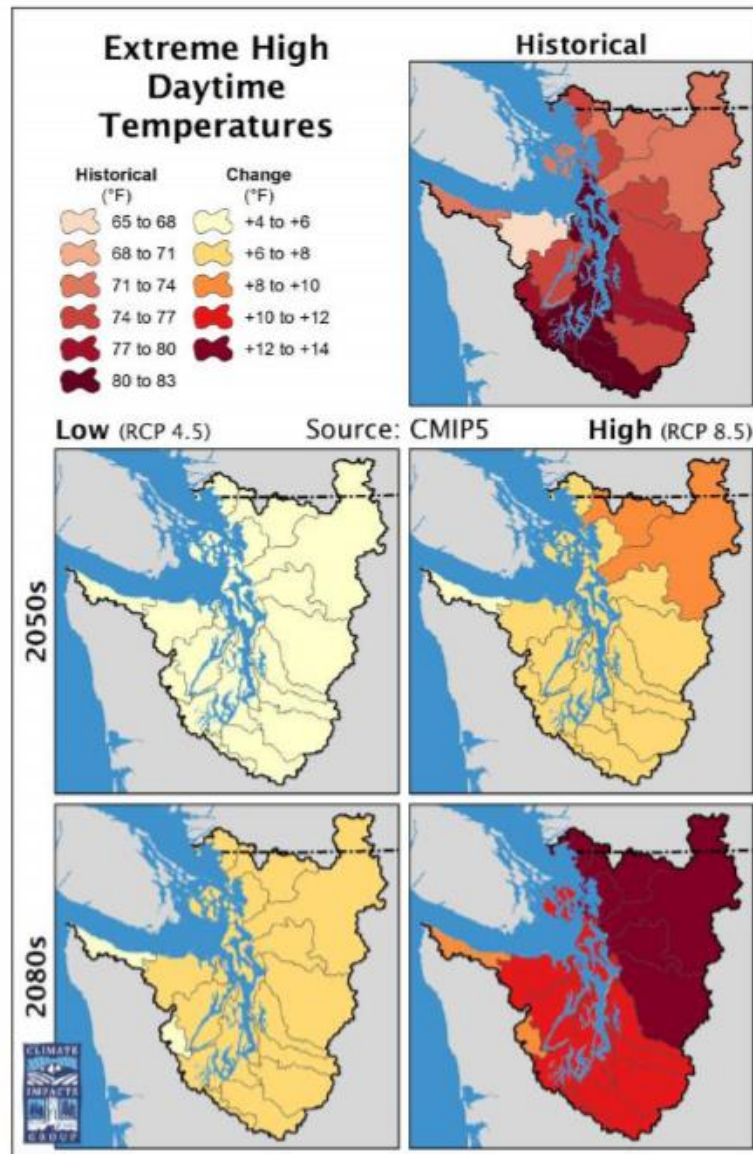 Extreme High
Daytime
Temperatures
Historical
Historical
(°F)
65 to 68
68 to 71
71 to 74
74 to 77
77 to 80
80 to 83
Change
(°F)
+4 to +6
+6 to +8
+8 to +10
+10 to +12
+12 to +14
Low (RCP 4.5) Source: CMIP5 High (RCP 8.5)
2050s
2080s
CLIMATE
IMPACTS
GROUP